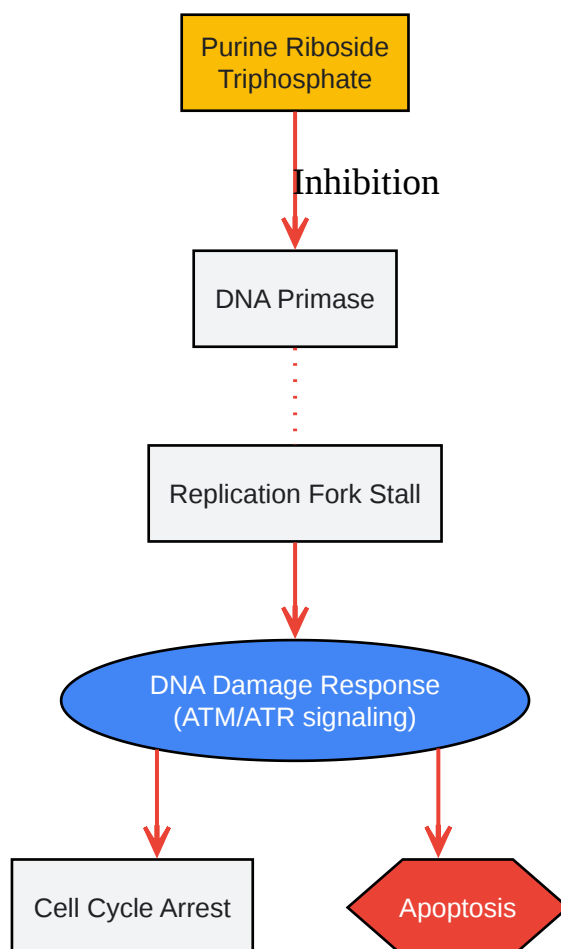 Purine Riboside
Triphosphate
Inhibition
DNA Primase
Replication Fork Stall
DNA Damage Response
(ATM/ATR signaling)
Cell Cycle Arrest
Apoptosis